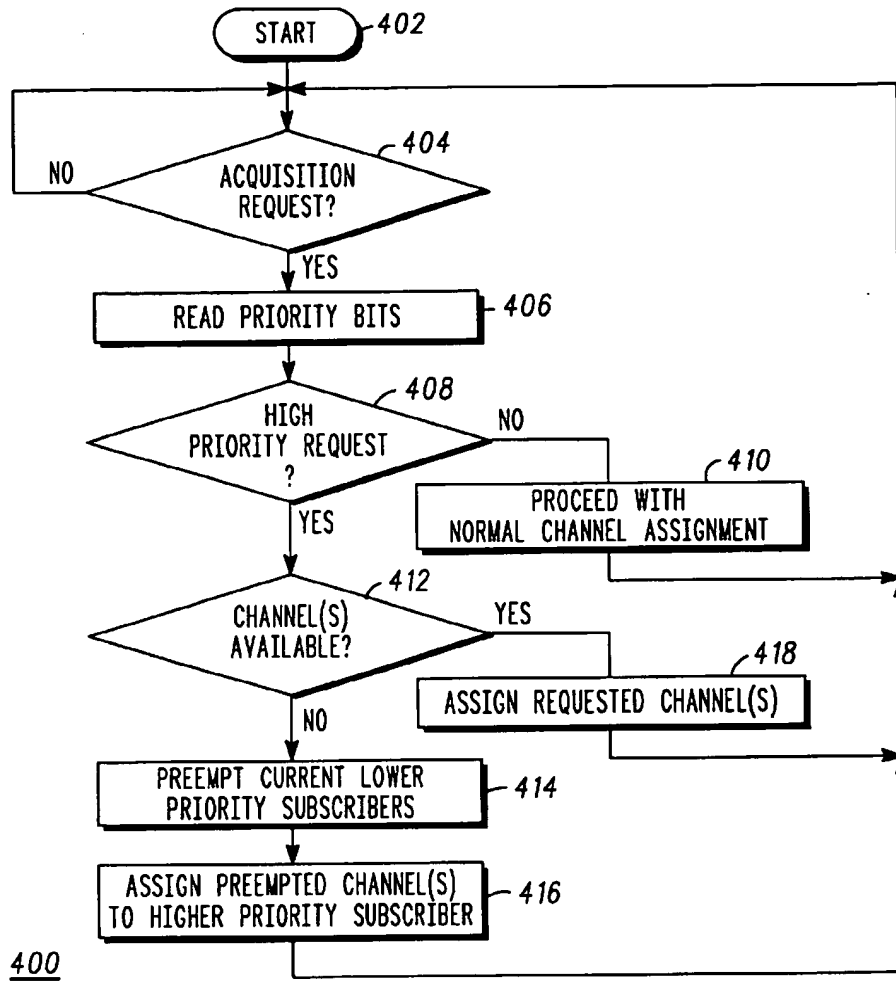 START
402
404
NO
ACQUISITION
REQUEST?
YES
READ PRIORITY BITS
406
408
HIGH
PRIORITY REQUEST
?
NO
410
YES
PROCEED WITH
NORMAL CHANNEL ASSIGNMENT
412
CHANNEL(S)
AVAILABLE?
YES
418
ASSIGN REQUESTED CHANNEL(S)
NO
PREEMPT CURRENT LOWER
PRIORITY SUBSCRIBERS
414
ASSIGN PREEMPTED CHANNEL(S)
TO HIGHER PRIORITY SUBSCRIBER
416
400